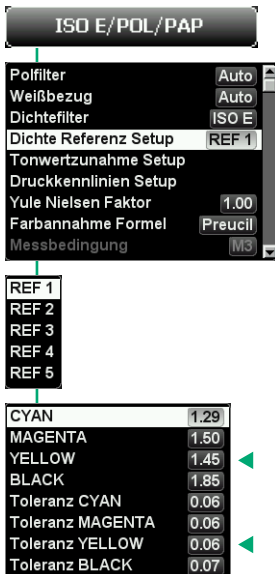 ISO E/POL/PAP
Polfilter Auto
Weißbezug Auto
Dichtefilter ISO E
Dichte Referenz Setup REF 1
Tonwertzunahme Setup
Druckkennlinien Setup
Yule Nielsen Faktor 1.00
Farbannahme Formel Preucil
Messbedingung M3
REF 1
REF 2
REF 3
REF 4
REF 5
CYAN 1.29
MAGENTA 1.50
YELLOW 1.45
BLACK 1.85
Toleranz CYAN 0.06
Toleranz MAGENTA 0.06
Toleranz YELLOW 0.06
Toleranz BLACK 0.07